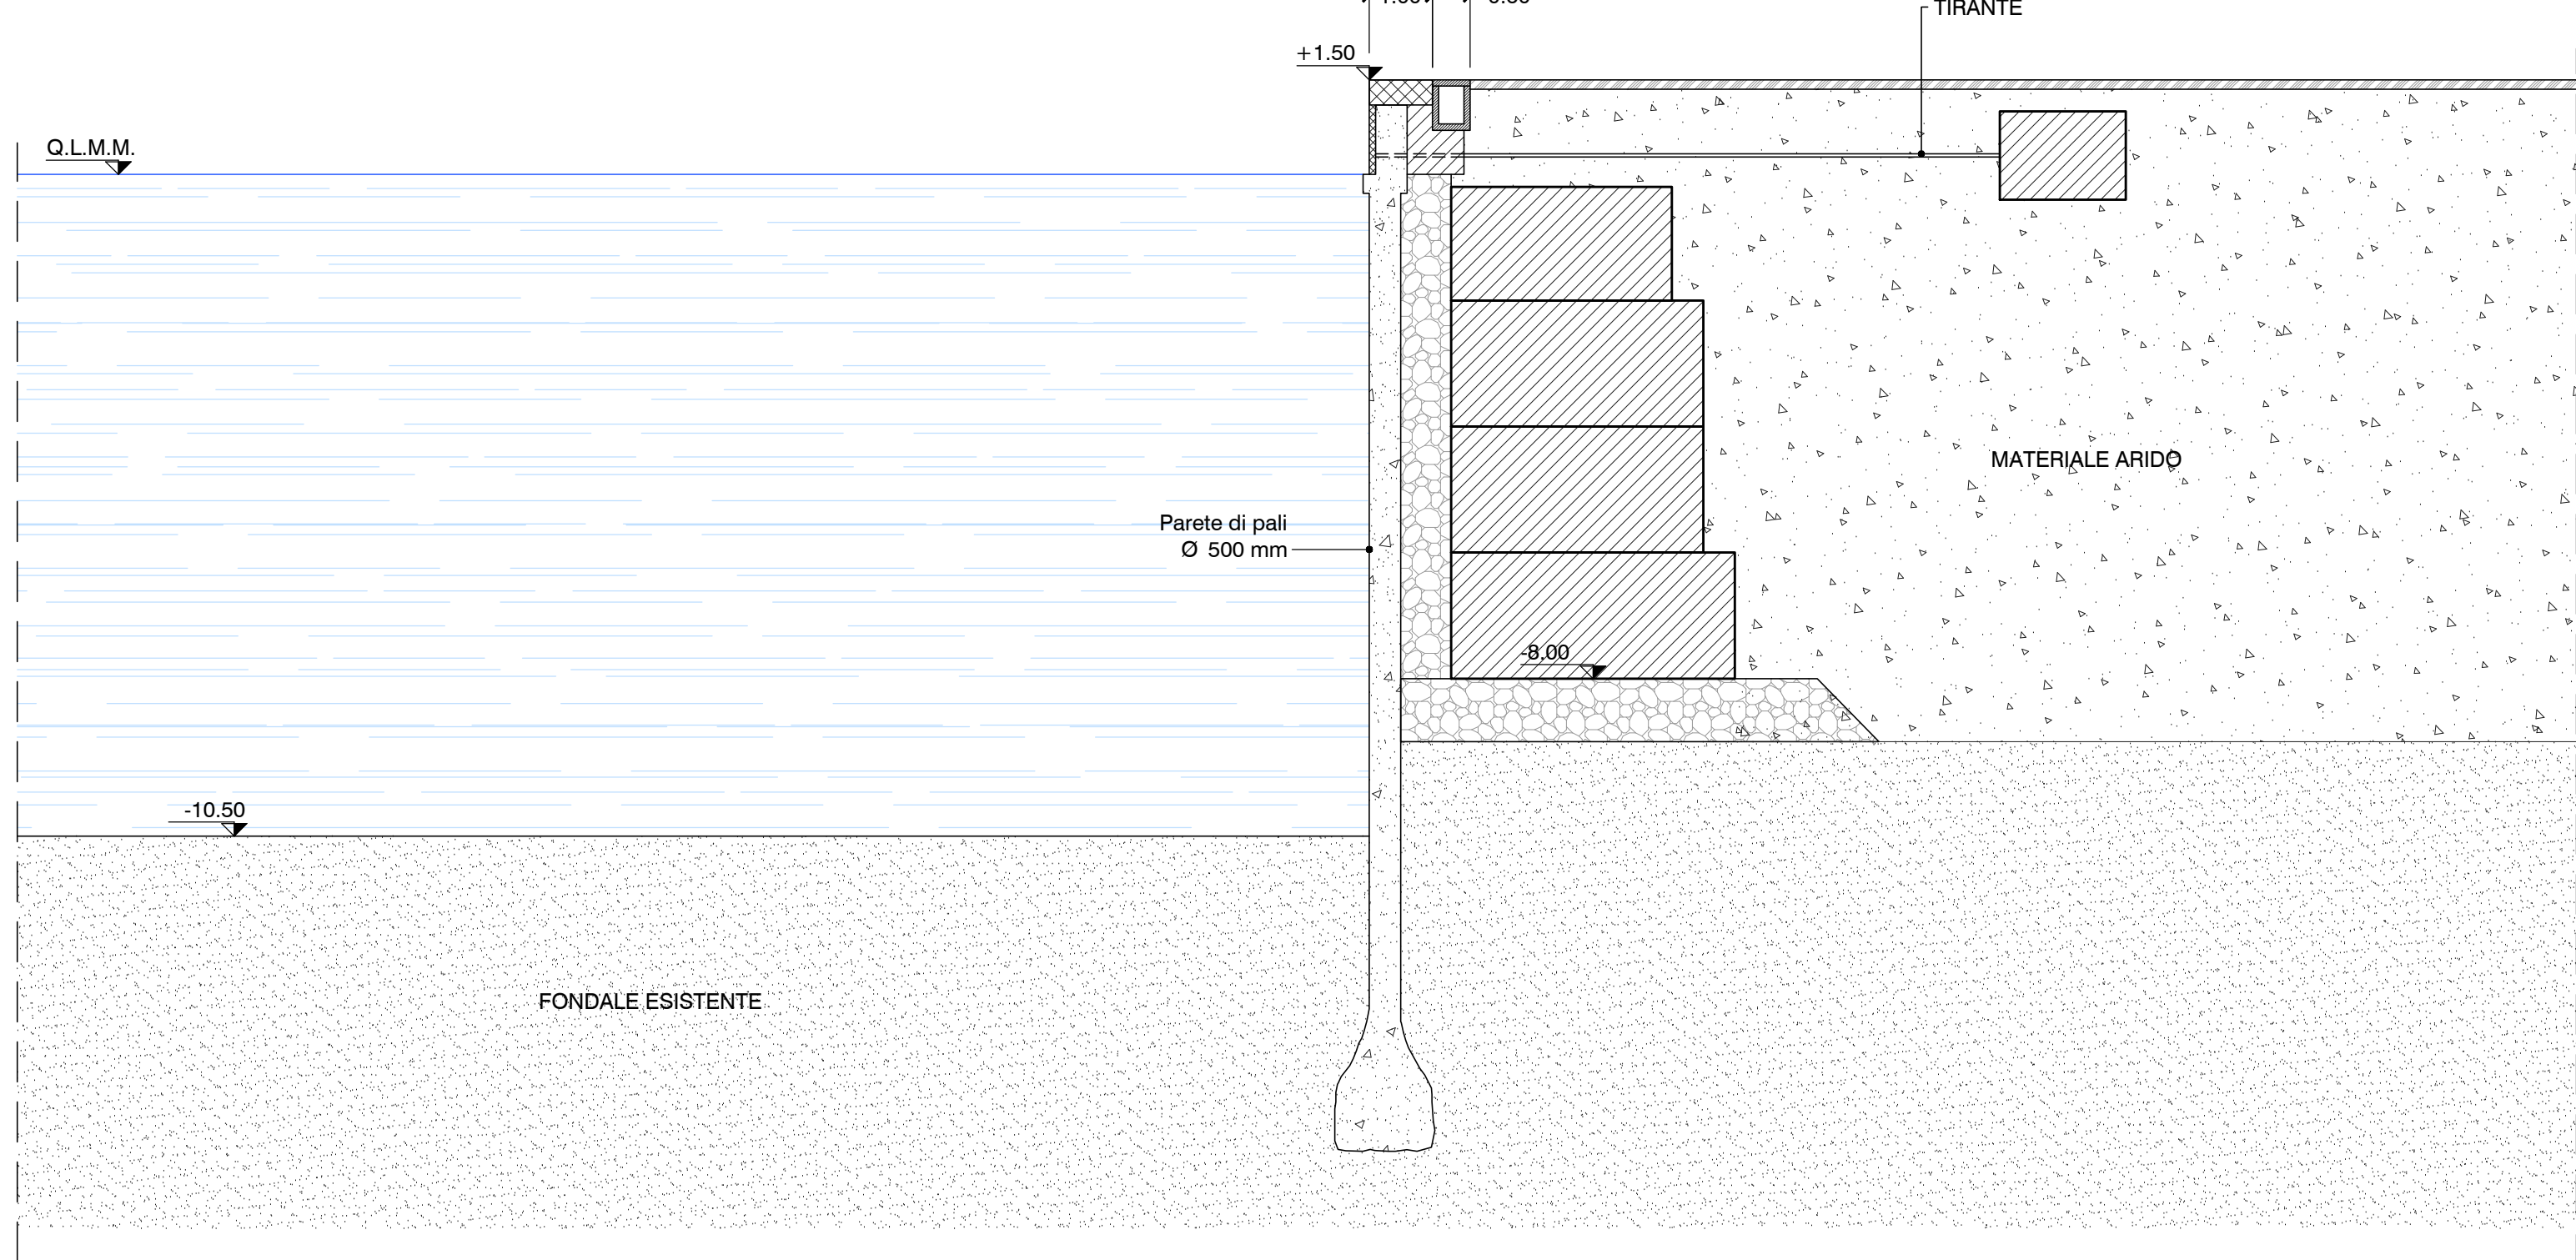 TIRANTE
+1.50
Q.L.M.M.
MATERIALE ARIDO
Parete di pali
Ø 500 mm
-8.00
-10.50
FONDALE ESISTENTE